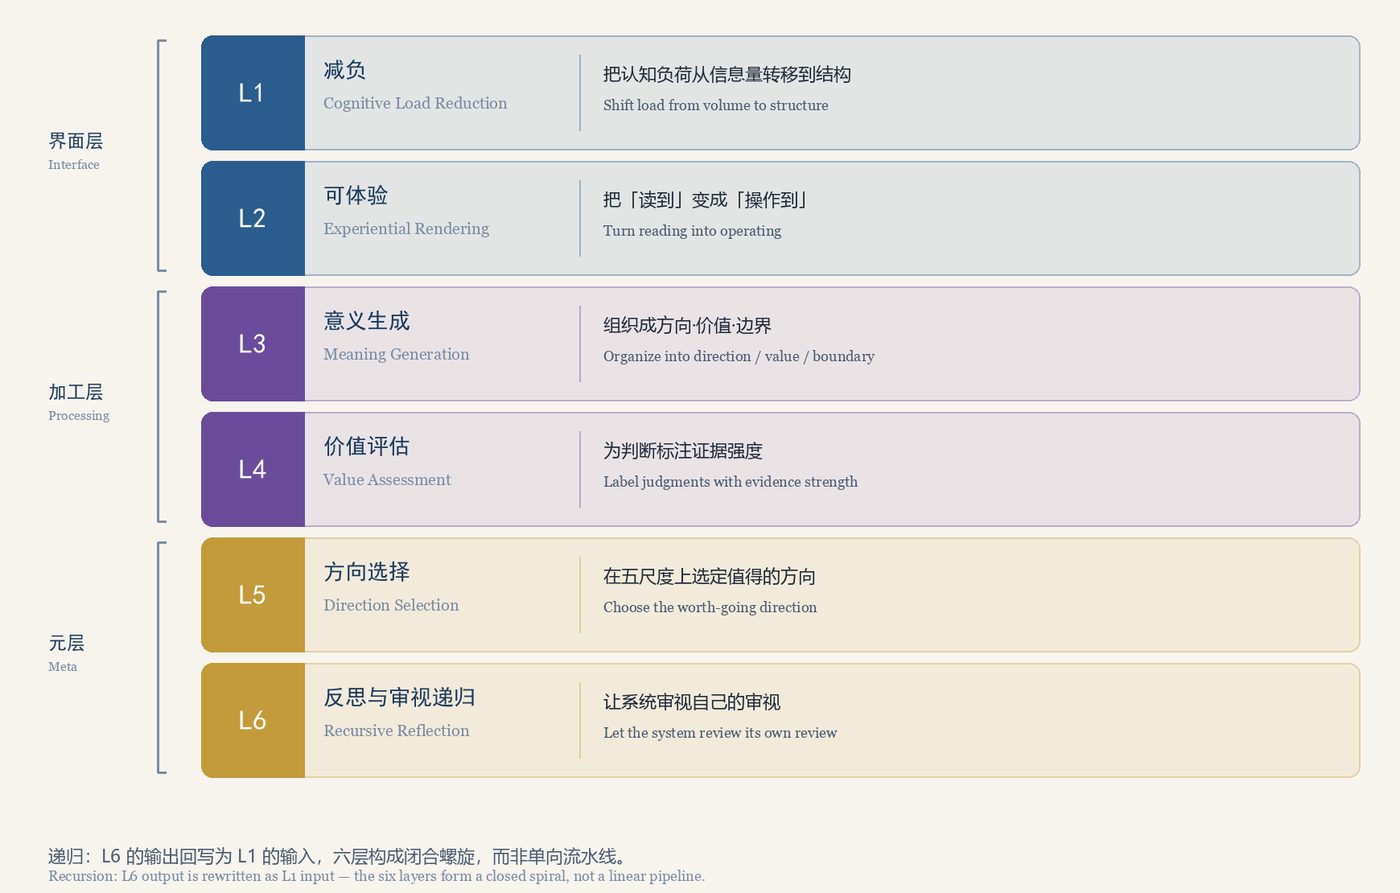 界面层
Interface
L1
减负
Cognitive Load Reduction
把认知负荷从信息量转移到结构
Shift load from volume to structure
L2
可体验
Experiential Rendering
把「读到」变成「操作到」
Turn reading into operating
加工层
Processing
L3
意义生成
Meaning Generation
组织成方向·价值·边界
Organize into direction / value / boundary
L4
价值评估
Value Assessment
为判断标注证据强度
Label judgments with evidence strength
元层
Meta
L5
方向选择
Direction Selection
在五尺度上选定值得的方向
Choose the worth-going direction
L6
反思与审视递归
Recursive Reflection
让系统审视自己的审视
Let the system review its own review
递归：L6 的输出回写为 L1 的输入，六层构成闭合螺旋，而非单向流水线。
Recursion: L6 output is rewritten as L1 input — the six layers form a closed spiral, not a linear pipeline.